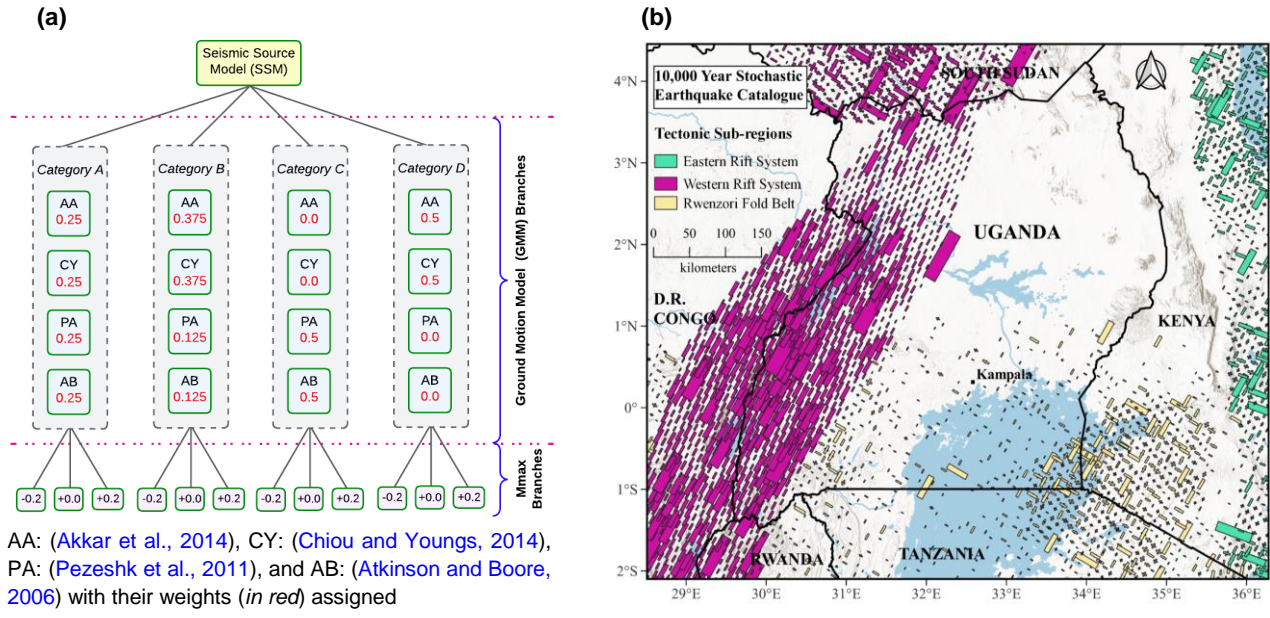 (a)
Seismic Source
Model (SSM)
Category A
Category B
Category C
Category D
AA
0.25
AA
0.375
AA
0.0
AA
0.5
CY
0.25
CY
0.375
CY
0.0
CY
0.5
PA
0.25
PA
0.125
PA
0.5
PA
0.0
AB
0.25
AB
0.125
AB
0.5
AB
0.0
-0.2
+0.0
+0.2
-0.2
+0.0
+0.2
-0.2
+0.0
+0.2
-0.2
+0.0
+0.2
Ground Motion Model (GMM) Branches
Mmax
Branches
AA: (Akkar et al., 2014), CY: (Chiou and Youngs, 2014),
PA: (Pezeshk et al., 2011), and AB: (Atkinson and Boore,
2006) with their weights (in red) assigned
(b)
10,000 Year Stochastic
Earthquake Catalogue
Tectonic Sub-regions
Eastern Rift System
Western Rift System
Rwenzori Fold Belt
0 50 100 150
kilometers
SOUTH SUDAN
UGANDA
D.R.
CONGO
KENYA
Kampala
RWANDA
TANZANIA
4°N
3°N
2°N
1°N
0°
1°S
2°S
29°E
30°E
31°E
32°E
33°E
34°E
35°E
36°E